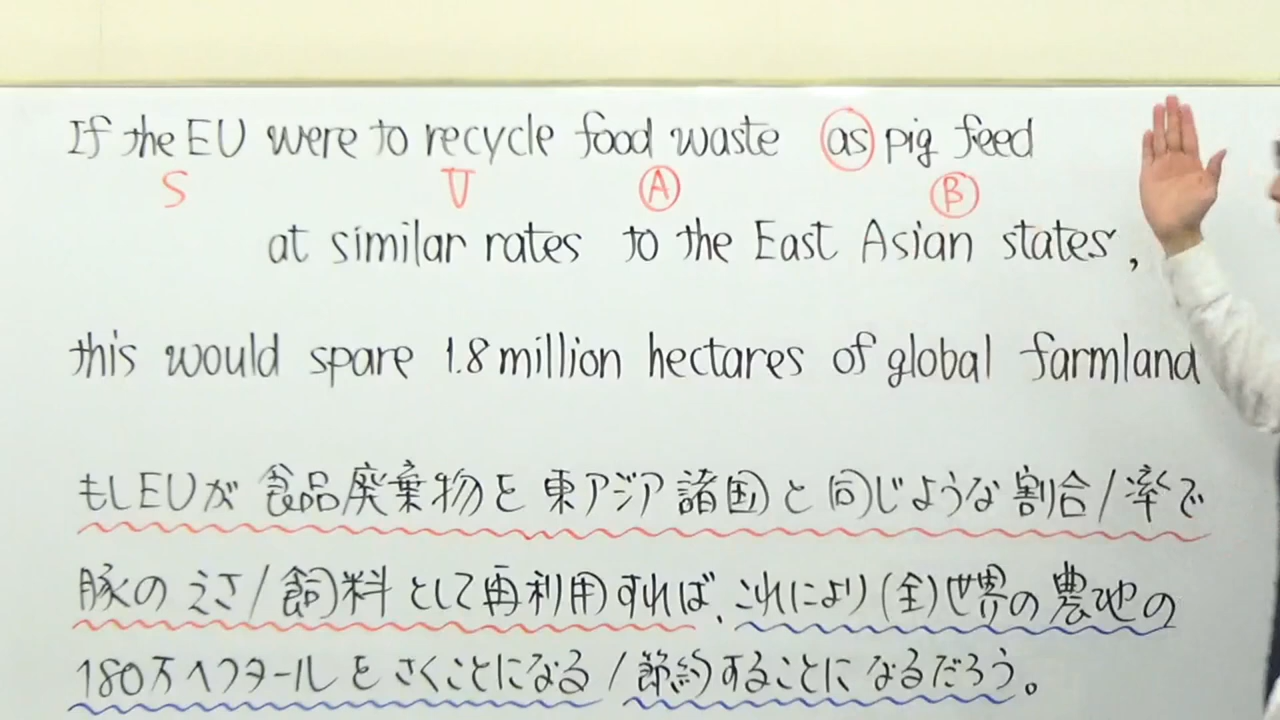 If the EU were to recycle food waste as pig feed
S V A B
at similar rates to the East Asian states,
this would spare 1.8 million hectares of global farmland
もしEUが食品廃棄物を東アジア諸国と同じような割合/率で
豚のえさ/飼料として再利用すれば、これにより(全)世界の農地の
180万ヘクタールをさくことになる/節約することになるだろう。